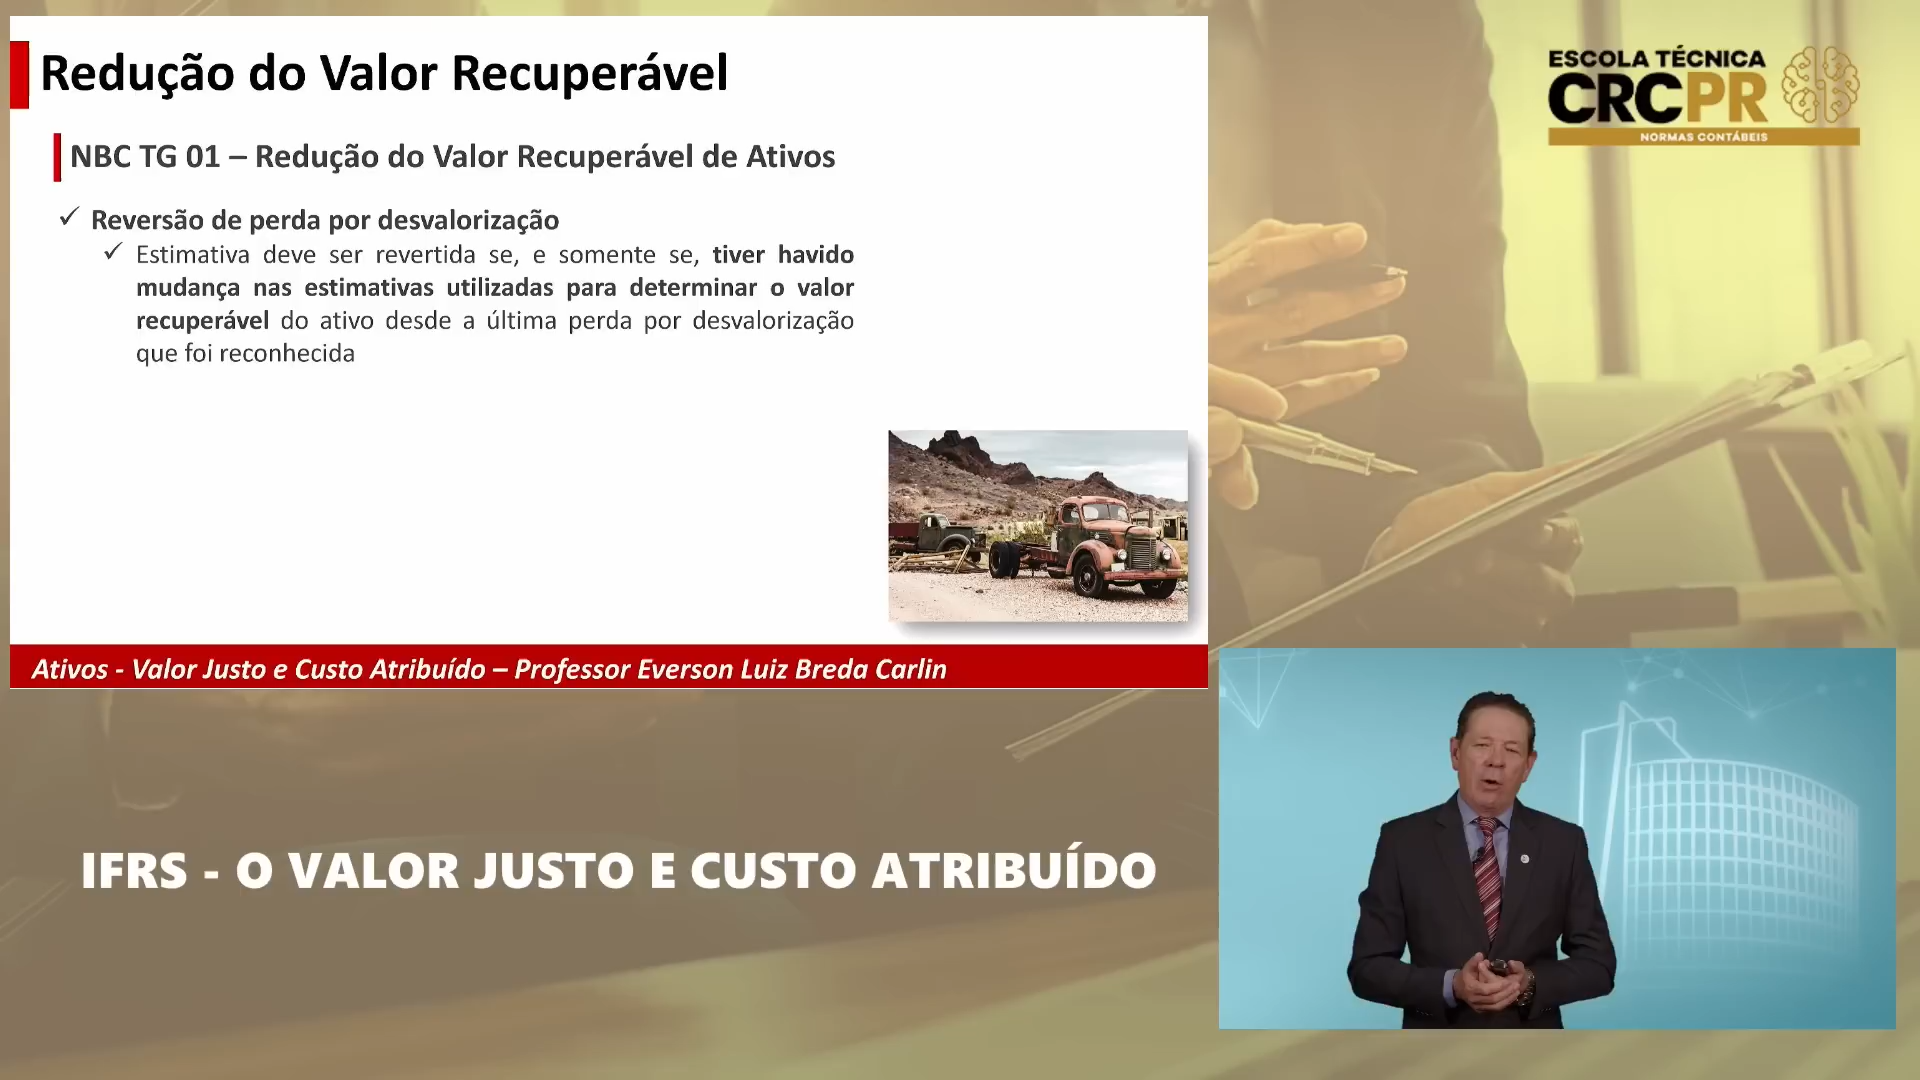 Redução do Valor Recuperável
NBC TG 01 – Redução do Valor Recuperável de Ativos
Reversão de perda por desvalorização
Estimativa deve ser revertida se, e somente se, tiver havido
mudança nas estimativas utilizadas para determinar o valor
recuperável do ativo desde a última perda por desvalorização
que foi reconhecida
Ativos - Valor Justo e Custo Atribuído – Professor Everson Luiz Breda Carlin
ESCOLA TÉCNICA
CRCPR
NORMAS CONTÁBEIS
IFRS - O VALOR JUSTO E CUSTO ATRIBUÍDO